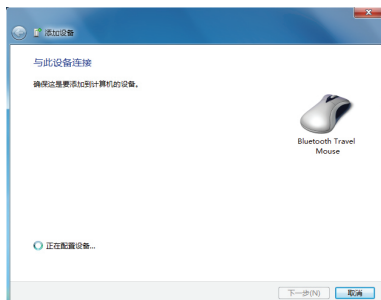 添加设备
与此设备连接
确保这是要添加到计算机的设备。
Bluetooth Travel
Mouse
正在配置设备...
下一步(N)
取消